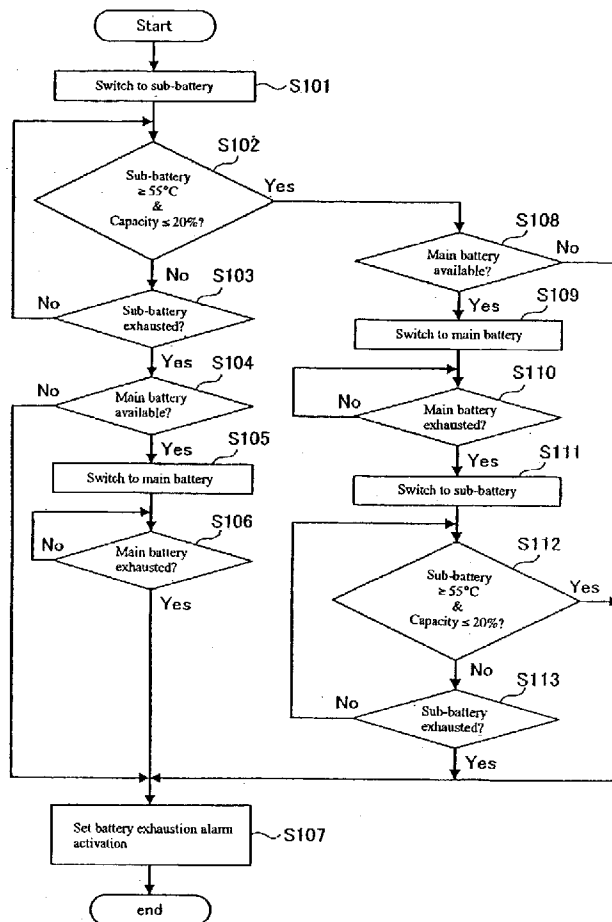 Start
Switch to sub-battery
S101
S102
Sub-battery
≥ 55°C
&
Capacity ≤ 20%?
Yes
No
S103
Sub-battery
exhausted?
No
Yes
S104
Main battery
available?
No
Yes
S105
Switch to main battery
S106
Main battery
exhausted?
No
Yes
S108
Main battery
available?
No
Yes
S109
Switch to main battery
S110
Main battery
exhausted?
No
Yes
S111
Switch to sub-battery
S112
Sub-battery
≥ 55°C
&
Capacity ≤ 20%?
Yes
No
S113
Sub-battery
exhausted?
No
Yes
Set battery exhaustion alarm
activation
S107
end